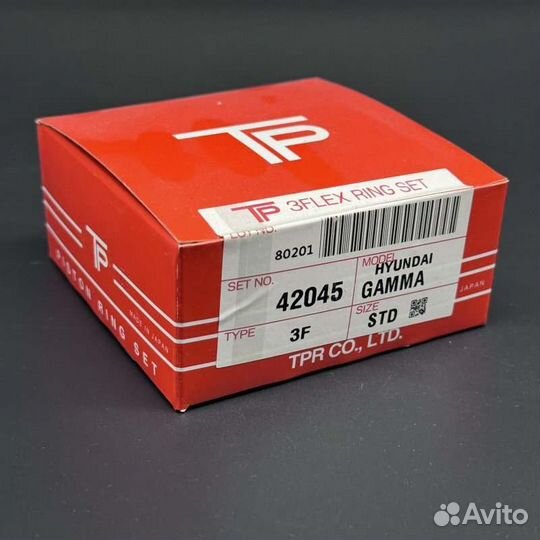 TP
TP
PISTON RING SET
MADE IN JAPAN
TP 3FLEX RING SET
LOT NO.
80201
SET NO. 42045
MODEL HYUNDAI GAMMA
TYPE 3F
SIZE STD
TPR CO., LTD.
JAPAN
Avito